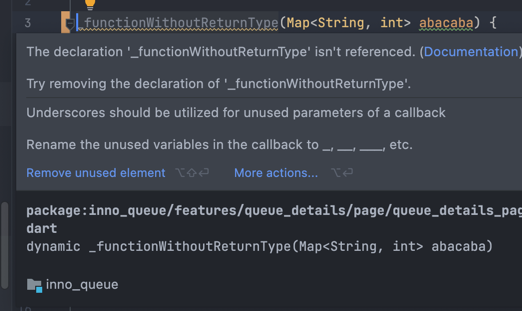 2
3 _functionWithoutReturnType(Map<String, int> abacaba) {
The declaration '_functionWithoutReturnType' isn't referenced. (Documentation)
Try removing the declaration of '_functionWithoutReturnType'.
Underscores should be utilized for unused parameters of a callback
Rename the unused variables in the callback to _, __, ___, etc.
Remove unused element ⌥⇧⏎ More actions... ⌥⏎
package:inno_queue/features/queue_details/page/queue_details_pag
dart
dynamic _functionWithoutReturnType(Map<String, int> abacaba)
inno_queue